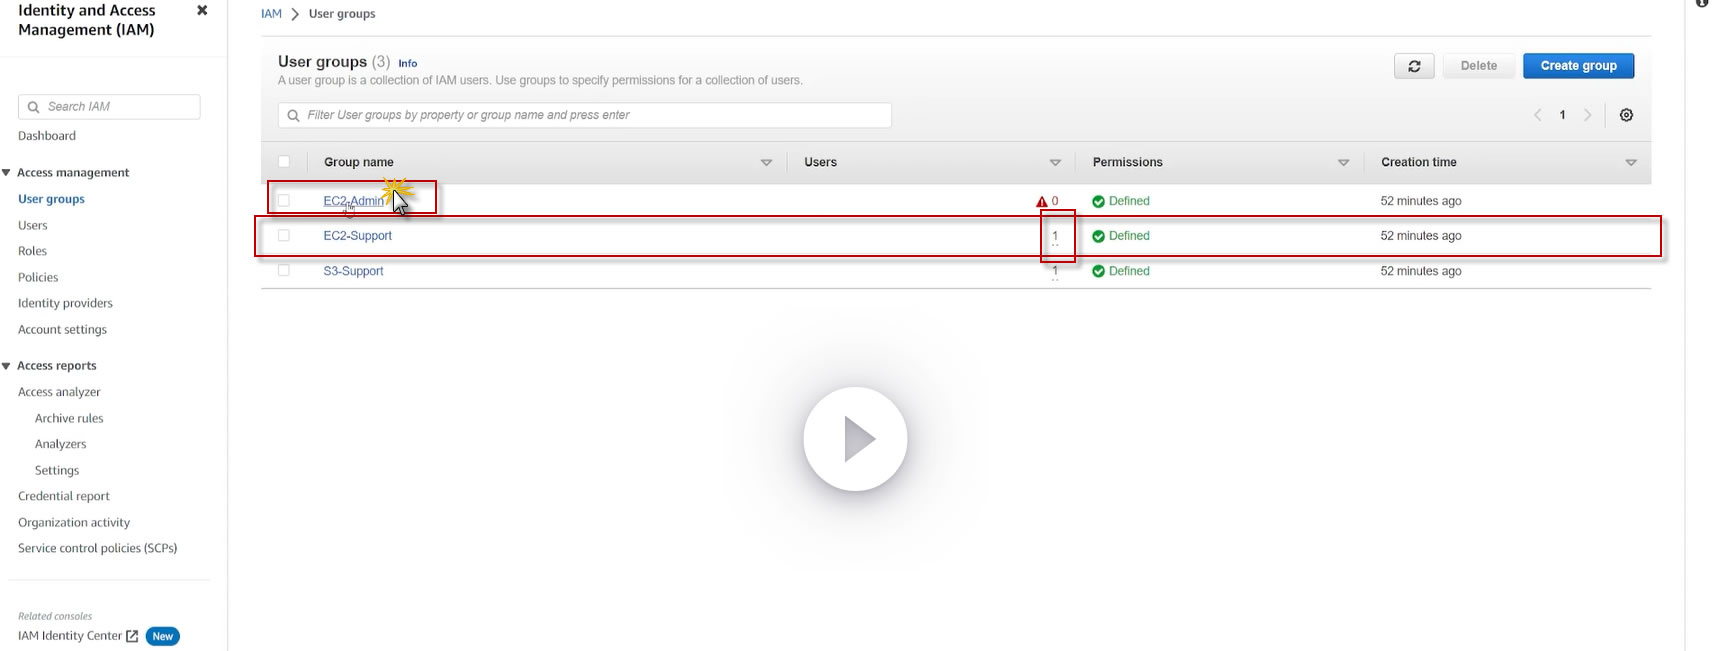 Identity and Access
Management (IAM)
Search IAM
Dashboard
Access management
User groups
Users
Roles
Policies
Identity providers
Account settings
Access reports
Access analyzer
Archive rules
Analyzers
Settings
Credential report
Organization activity
Service control policies (SCPs)
Related consoles
IAM Identity Center New
IAM > User groups
User groups (3) Info
A user group is a collection of IAM users. Use groups to specify permissions for a collection of users.
Delete Create group
Filter User groups by property or group name and press enter
1
Group name Users Permissions Creation time
EC2-Admin 0 Defined 52 minutes ago
EC2-Support 1 Defined 52 minutes ago
S3-Support 1 Defined 52 minutes ago